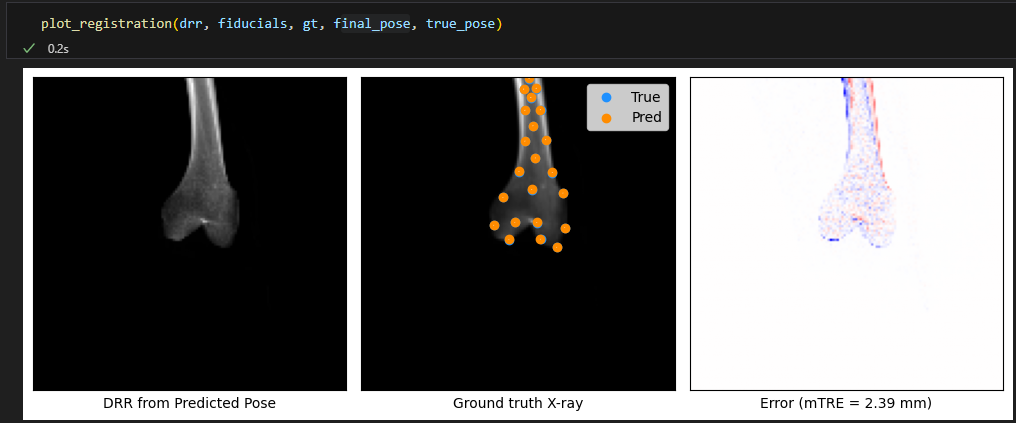 plot_registration(drr, fiducials, gt, final_pose, true_pose)
0.2s
True
Pred
DRR from Predicted Pose
Ground truth X-ray
Error (mTRE = 2.39 mm)